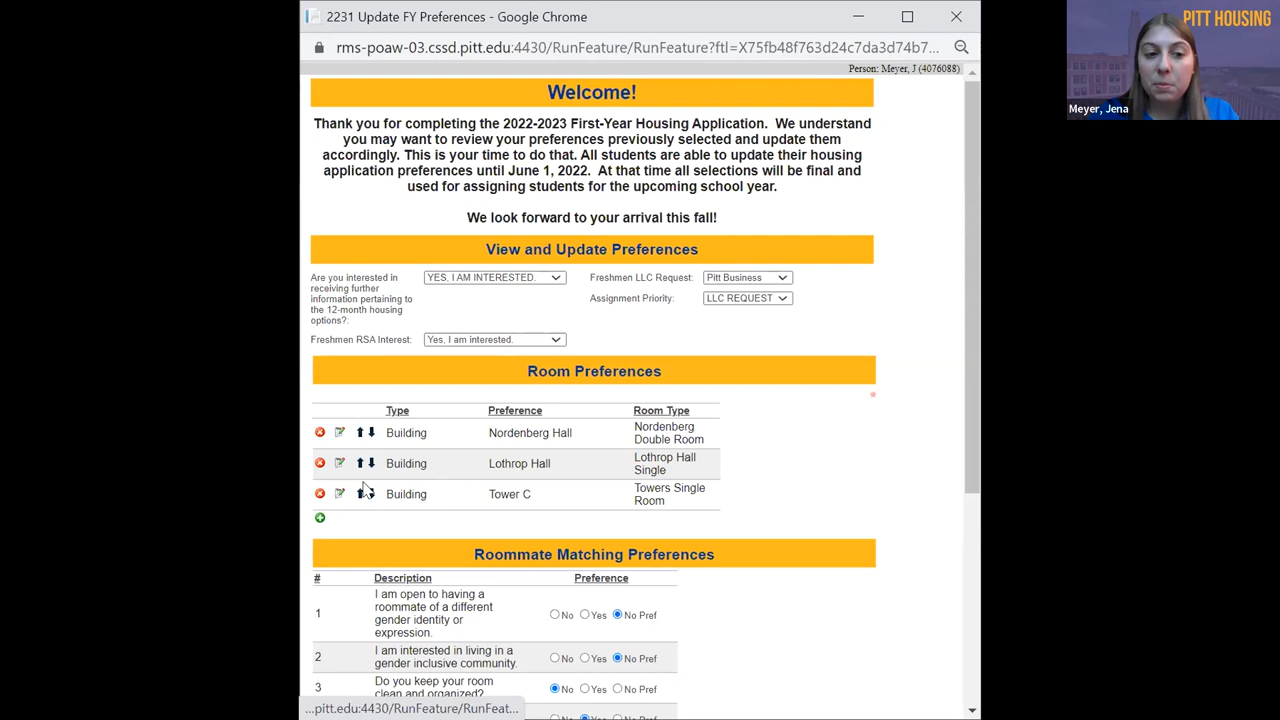 2231 Update FY Preferences - Google Chrome
PITT HOUSING
rms-poaw-03.cssd.pitt.edu:4430/RunFeature/RunFeature?ftl=X75fb48f763d24c7da3d74b7...
Person: Meyer, J (4076088)
Meyer, Jena
Welcome!
Thank you for completing the 2022-2023 First-Year Housing Application. We understand
you may want to review your preferences previously selected and update them
accordingly. This is your time to do that. All students are able to update their housing
application preferences until June 1, 2022. At that time all selections will be final and
used for assigning students for the upcoming school year.
We look forward to your arrival this fall!
View and Update Preferences
Are you interested in
receiving further
information pertaining to
the 12-month housing
options?:
YES, I AM INTERESTED.
Freshmen LLC Request:
Pitt Business
Assignment Priority:
LLC REQUEST
Freshmen RSA Interest:
Yes, I am interested.
Room Preferences
Type Preference Room Type
Building Nordenberg Hall Nordenberg
Double Room
Building Lothrop Hall Lothrop Hall
Single
Building Tower C Towers Single
Room
Roommate Matching Preferences
# Description Preference
1 I am open to having a
roommate of a different
gender identity or
expression.
No Yes No Pref
2 I am interested in living in a
gender inclusive community.
No Yes No Pref
3 Do you keep your room
clean and organized?
No Yes No Pref
...pitt.edu:4430/RunFeature/RunFeat...